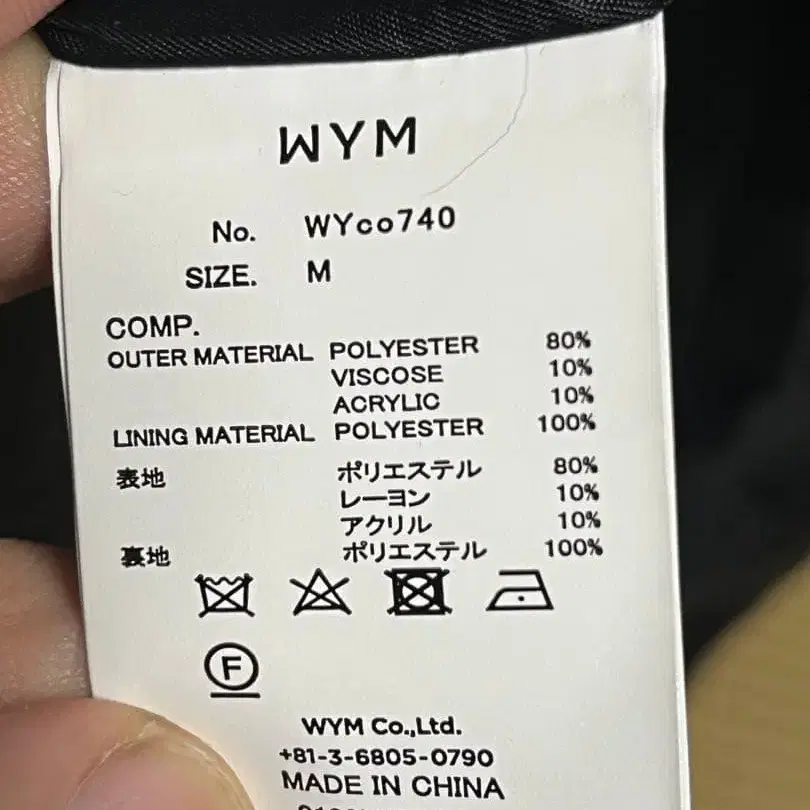 WYM
No. WYco740
SIZE. M
COMP.
OUTER MATERIAL POLYESTER 80%
VISCOSE 10%
ACRYLIC 10%
LINING MATERIAL POLYESTER 100%
表地 ポリエステル 80%
レーヨン 10%
アクリル 10%
裏地 ポリエステル 100%
F
WYM Co.,Ltd.
+81-3-6805-0790
MADE IN CHINA